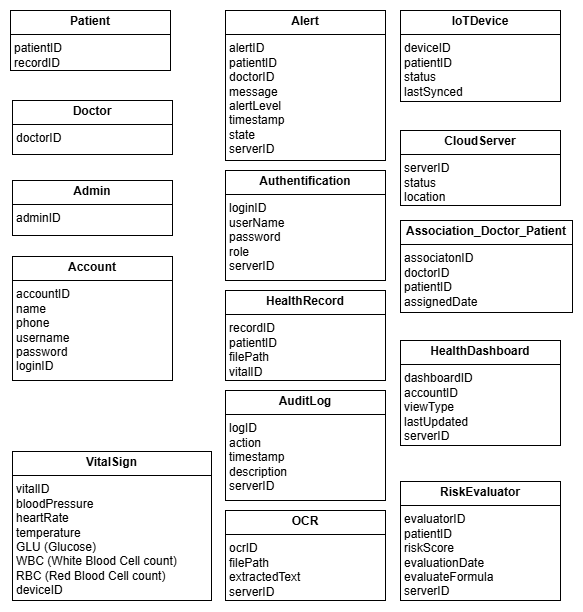 Patient
patientID
recordID
Doctor
doctorID
Admin
adminID
Account
accountID
name
phone
username
password
loginID
VitalSign
vitalID
bloodPressure
heartRate
temperature
GLU (Glucose)
WBC (White Blood Cell count)
RBC (Red Blood Cell count)
deviceID
Alert
alertID
patientID
doctorID
message
alertLevel
timestamp
state
serverID
Authentification
loginID
userName
password
role
serverID
HealthRecord
recordID
patientID
filePath
vitalID
AuditLog
logID
action
timestamp
description
serverID
OCR
ocrID
filePath
extractedText
serverID
IoTDevice
deviceID
patientID
status
lastSynced
CloudServer
serverID
status
location
Association_Doctor_Patient
associatonID
doctorID
patientID
assignedDate
HealthDashboard
dashboardID
accountID
viewType
lastUpdated
serverID
RiskEvaluator
evaluatorID
patientID
riskScore
evaluationDate
evaluateFormula
serverID